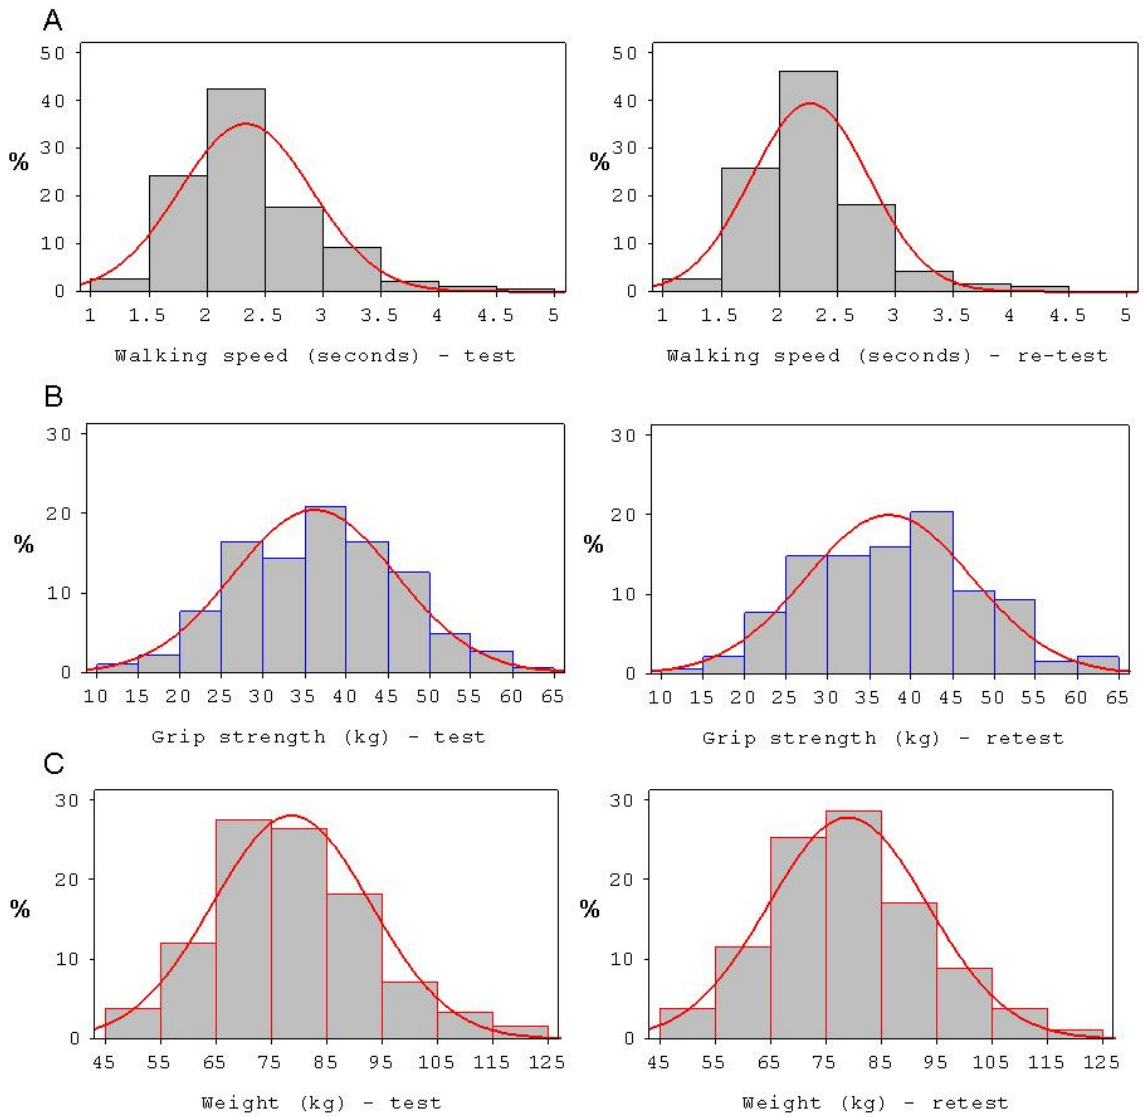 A
50
40
30
20
10
0
%
1 1.5 2 2.5 3 3.5 4 4.5 5
Walking speed (seconds) - test
50
40
30
20
10
0
%
1 1.5 2 2.5 3 3.5 4 4.5 5
Walking speed (seconds) - re-test
B
30
20
10
0
%
10 15 20 25 30 35 40 45 50 55 60 65
Grip strength (kg) - test
30
20
10
0
%
10 15 20 25 30 35 40 45 50 55 60 65
Grip strength (kg) - retest
C
30
20
10
0
%
45 55 65 75 85 95 105 115 125
Weight (kg) - test
30
20
10
0
%
45 55 65 75 85 95 105 115 125
Weight (kg) - retest